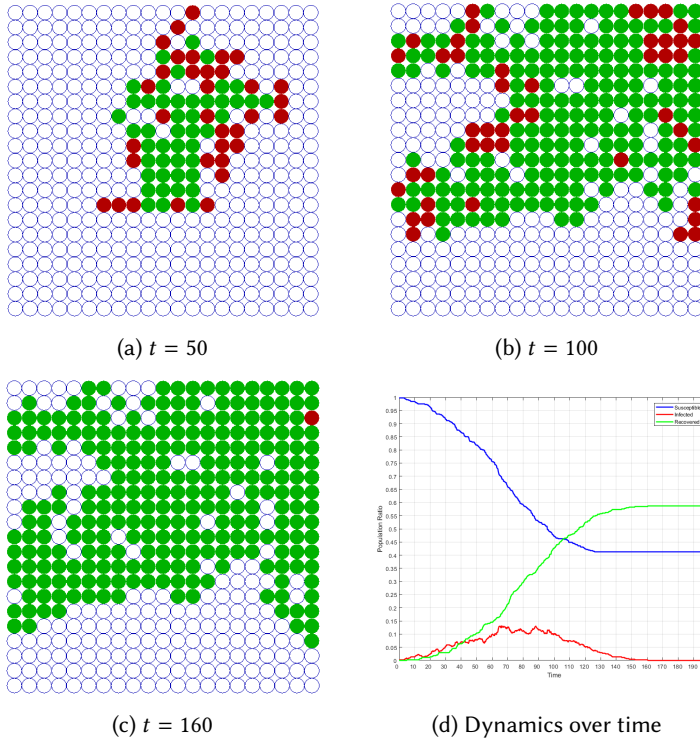 (a) t = 50
(b) t = 100
(c) t = 160
1
0.95
0.9
0.85
0.8
0.75
0.7
0.65
0.6
0.55
0.5
0.45
0.4
0.35
0.3
0.25
0.2
0.15
0.1
0.05
0
Population Ratio
Susceptible
Infected
Recovered
0 10 20 30 40 50 60 70 80 90 100 110 120 130 140 150 160 170 180 190
Time
(d) Dynamics over time